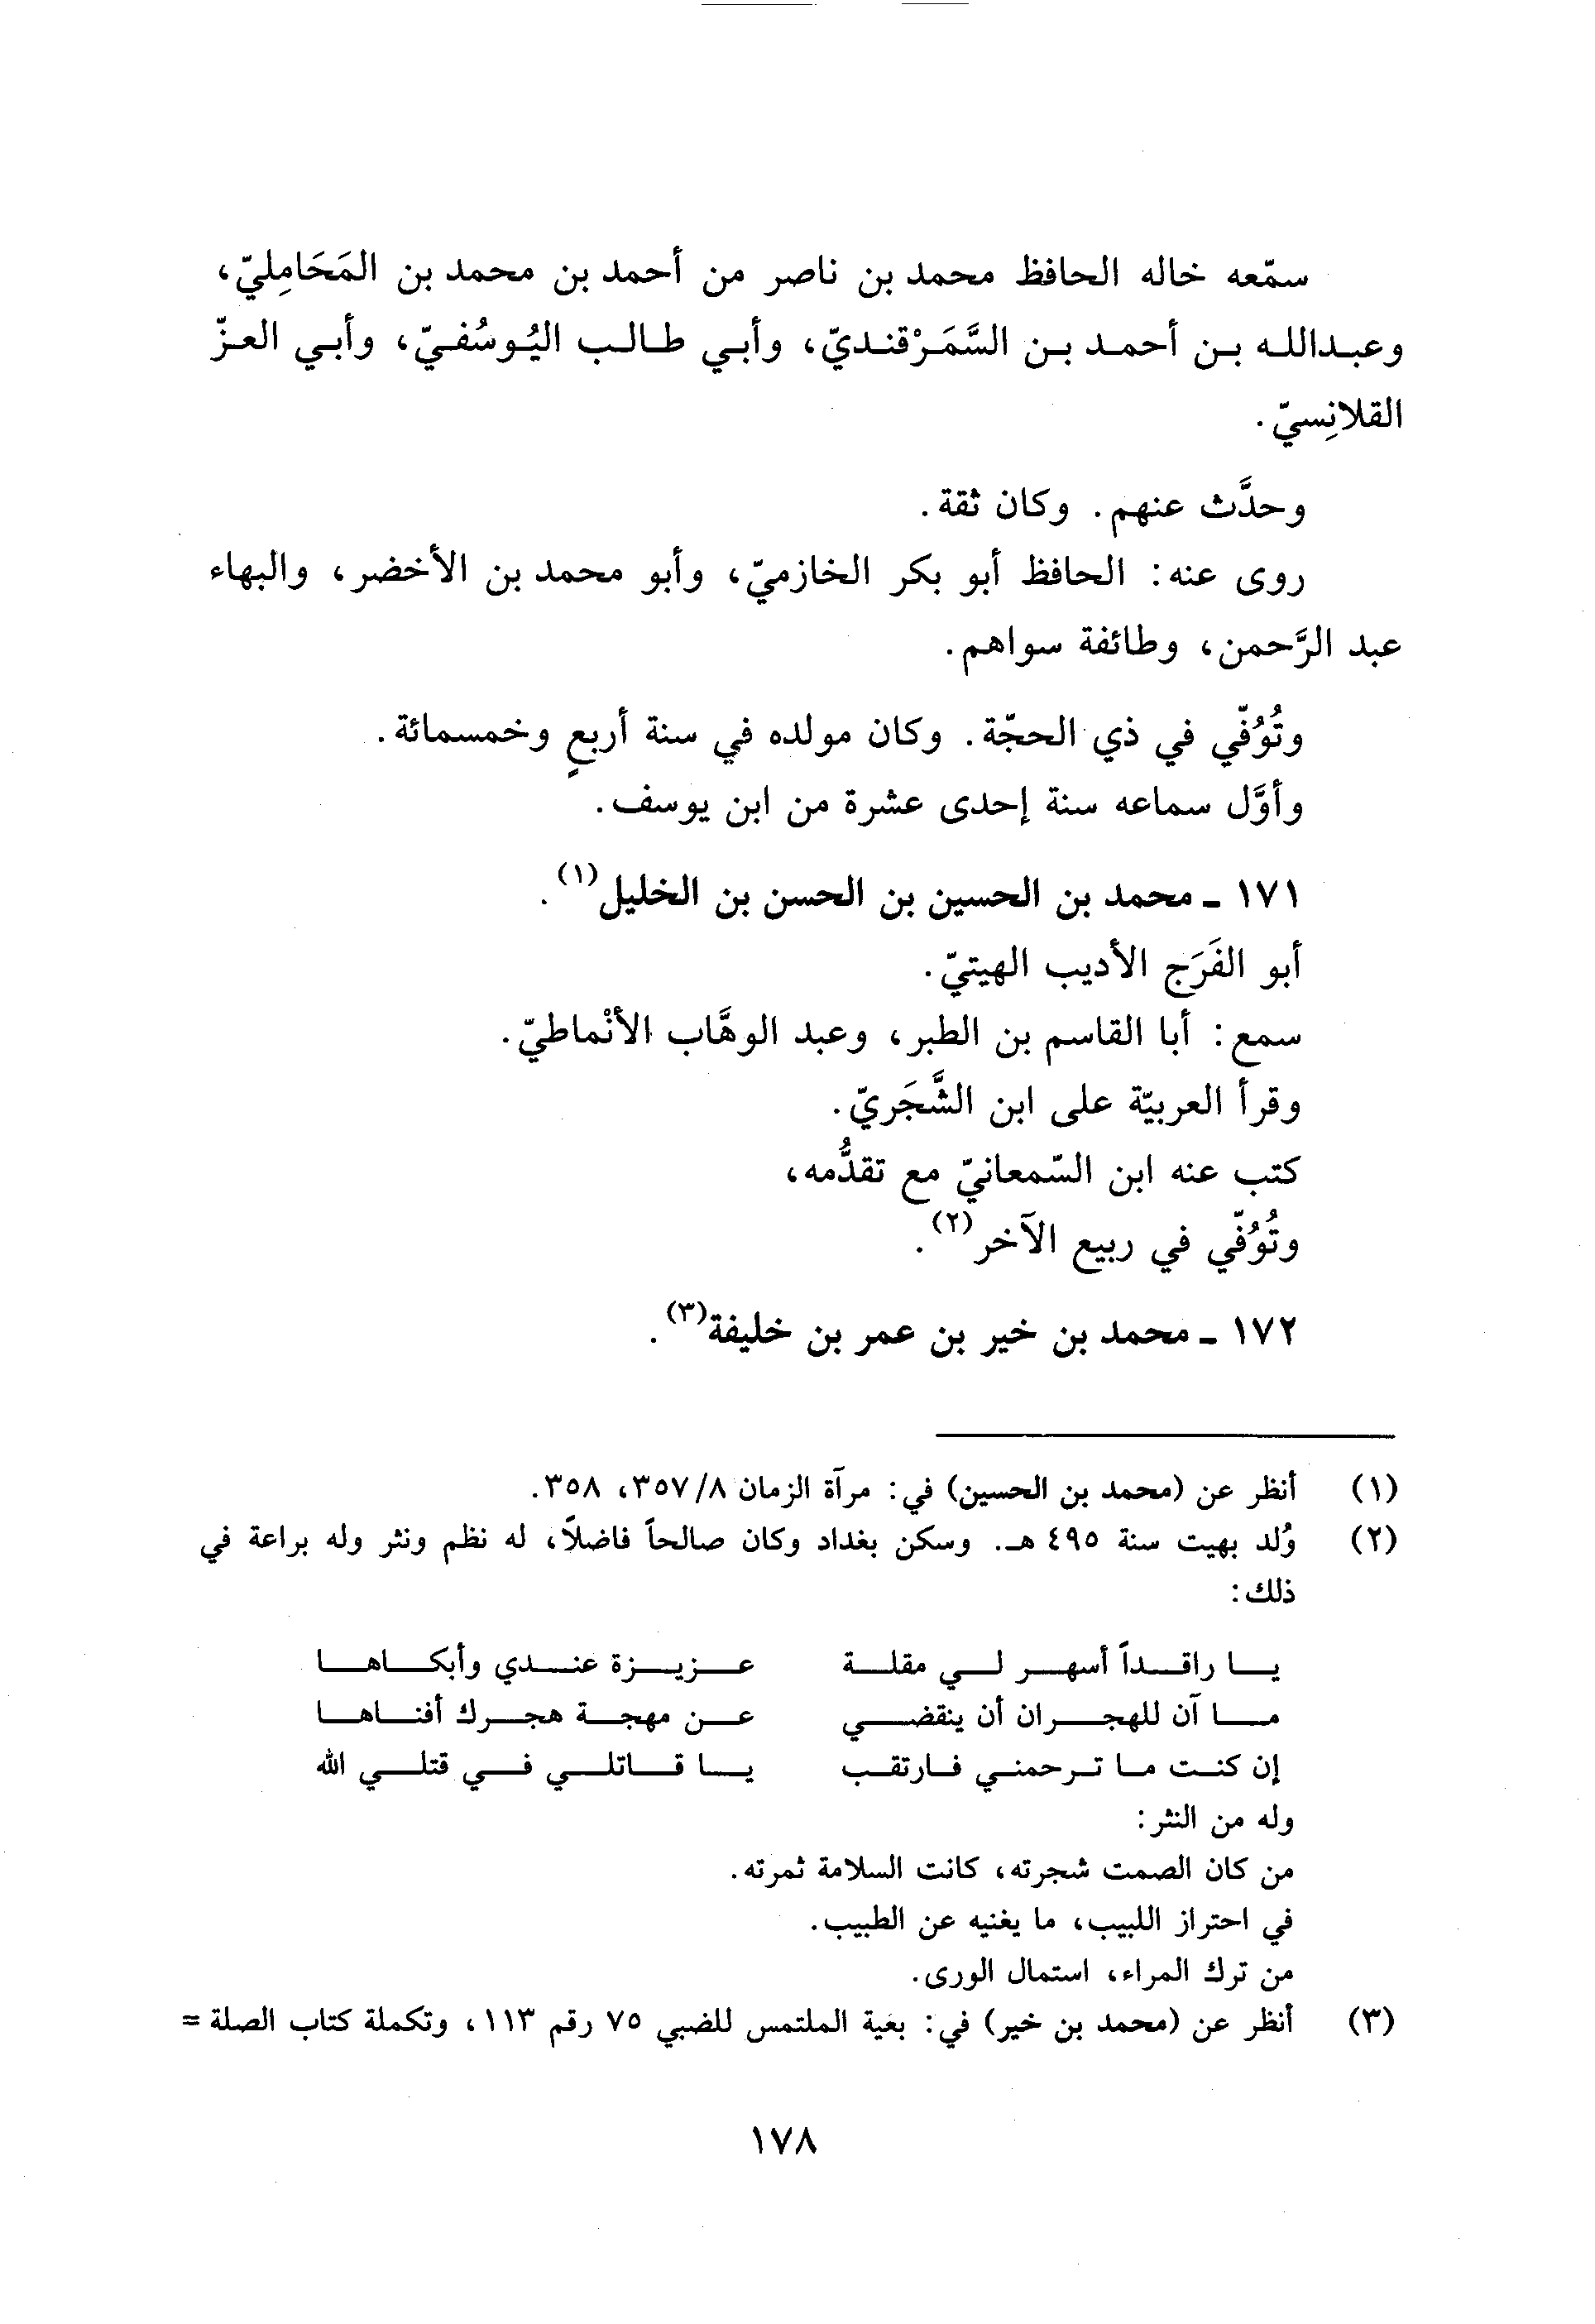 سمّعه خاله الحافظ محمد بن ناصر من أحمد بن محمد بن المَحَامِليّ،
وعبدالله بن أحمد بن السَّمَرْقنديّ، وأبي طالب اليُوسُفيّ، وأبي العزّ
القلانِسيّ.
وحدَّث عنهم. وكان ثقة.
روى عنه: الحافظ أبو بكر الخازميّ، وأبو محمد بن الأخضر، والبهاء
عبد الرَّحمن، وطائفة سواهم.
وتُوُفّي في ذي الحجّة. وكان مولده في سنة أربعٍ وخمسمائة.
وأوَّل سماعه سنة إحدى عشرة من ابن يوسف.
١٧١ ـ محمد بن الحسين بن الحسن بن الخليل(١).
أبو الفَرَج الأديب الهيتيّ.
سمع: أبا القاسم بن الطبر، وعبد الوهَّاب الأنْماطيّ.
وقرأ العربيّة على ابن الشَّجَريّ.
كتب عنه ابن السّمعانيّ مع تقدُّمه،
وتُوُفّي في ربيع الآخر(٢).
١٧٢ ـ محمد بن خير بن عمر بن خليفة(٣).
(١) أنظر عن (محمد بن الحسين) في: مرآة الزمان ٣٥٧/٨، ٣٥٨.
(٢) وُلد بهيت سنة ٤٩٥ هـ. وسكن بغداد وكان صالحاً فاضلاً، له نظم ونثر وله براعة في
ذلك:
يا راقداً أسهر لي مقلة عزيزة عندي وأبكاها
ما آن للهجران أن ينقضي عن مهجة هجرك أفناها
إن كنت ما ترحمني فارتقب يا قاتلي في قتلي الله
وله من النثر:
من كان الصمت شجرته، كانت السلامة ثمرته.
في احتراز اللبيب، ما يغنيه عن الطبيب.
من ترك المراء، استمال الورى.
(٣) أنظر عن (محمد بن خير) في: بغية الملتمس للضبي ٧٥ رقم ١١٣، وتكملة كتاب الصلة =
١٧٨